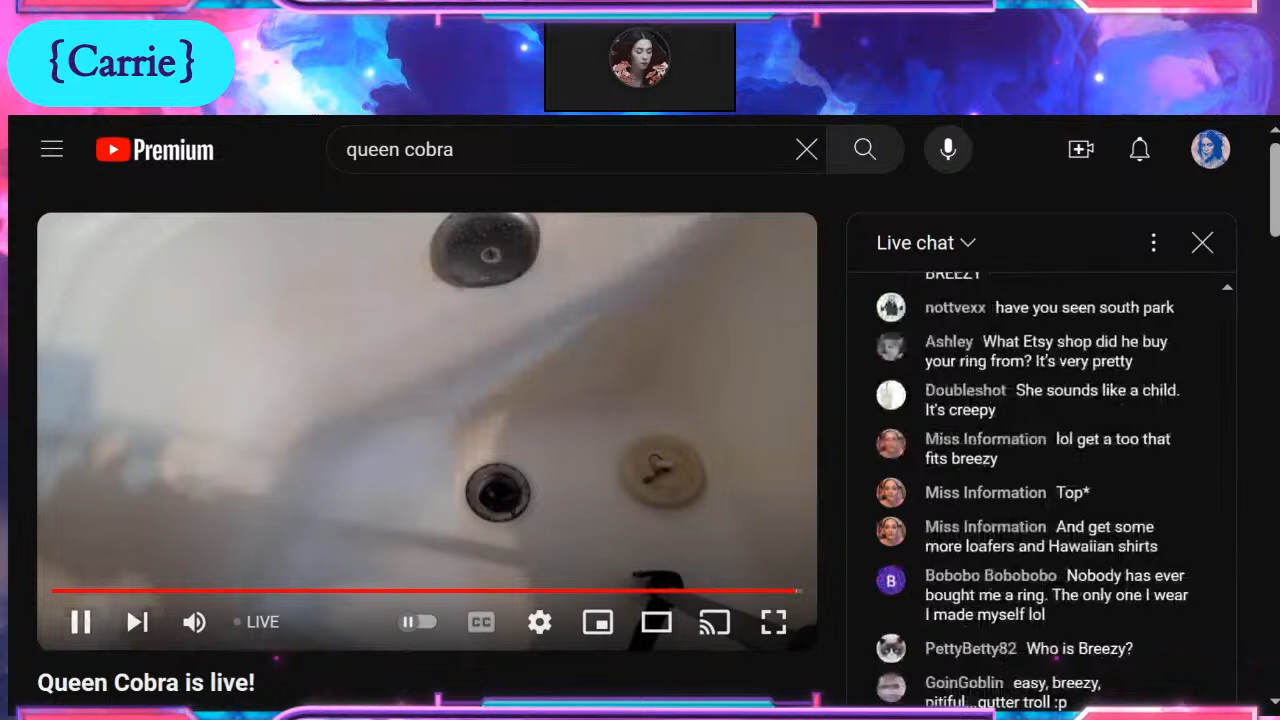 {Carrie}
Premium
queen cobra
Live chat
BREEZY
nottvexx have you seen south park
Ashley What Etsy shop did he buy
your ring from? It's very pretty
Doubleshot She sounds like a child.
It's creepy
Miss Information lol get a too that
fits breezy
Miss Information Top*
Miss Information And get some
more loafers and Hawaiian shirts
B
Bobobo Bobobobo Nobody has ever
bought me a ring. The only one I wear
I made myself lol
PettyBetty82 Who is Breezy?
GoinGoblin easy, breezy,
pitiful...gutter troll :p
LIVE
CC
Queen Cobra is live!